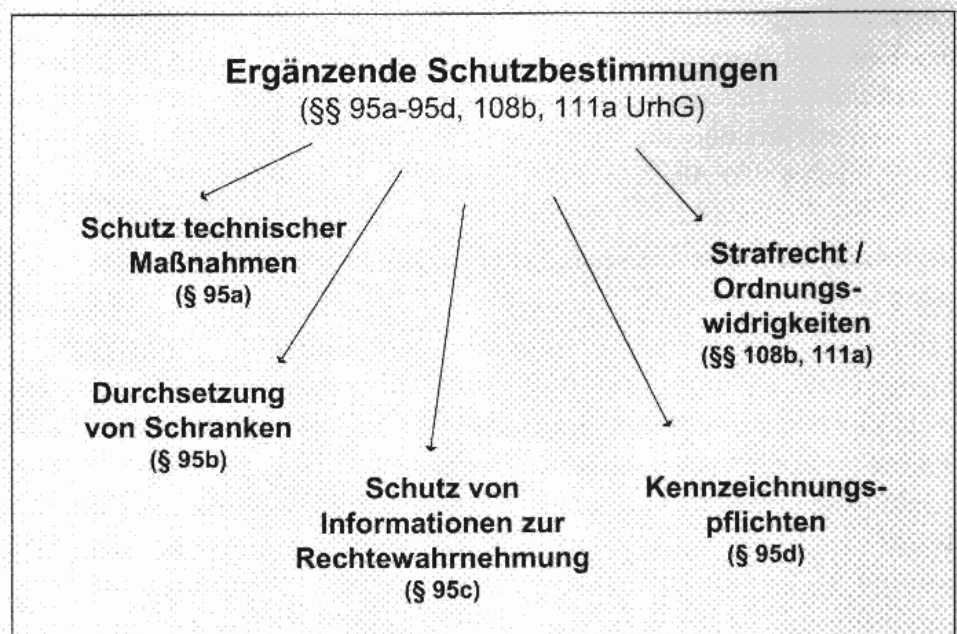 Ergänzende Schutzbestimmungen
(§§ 95a-95d, 108b, 111a UrhG)
Schutz technischer
Maßnahmen
(§ 95a)
Durchsetzung
von Schranken
(§ 95b)
Schutz von
Informationen zur
Rechtewahrnehmung
(§ 95c)
Kennzeichnungs-
pflichten
(§ 95d)
Strafrecht /
Ordnungs-
widrigkeiten
(§§ 108b, 111a)